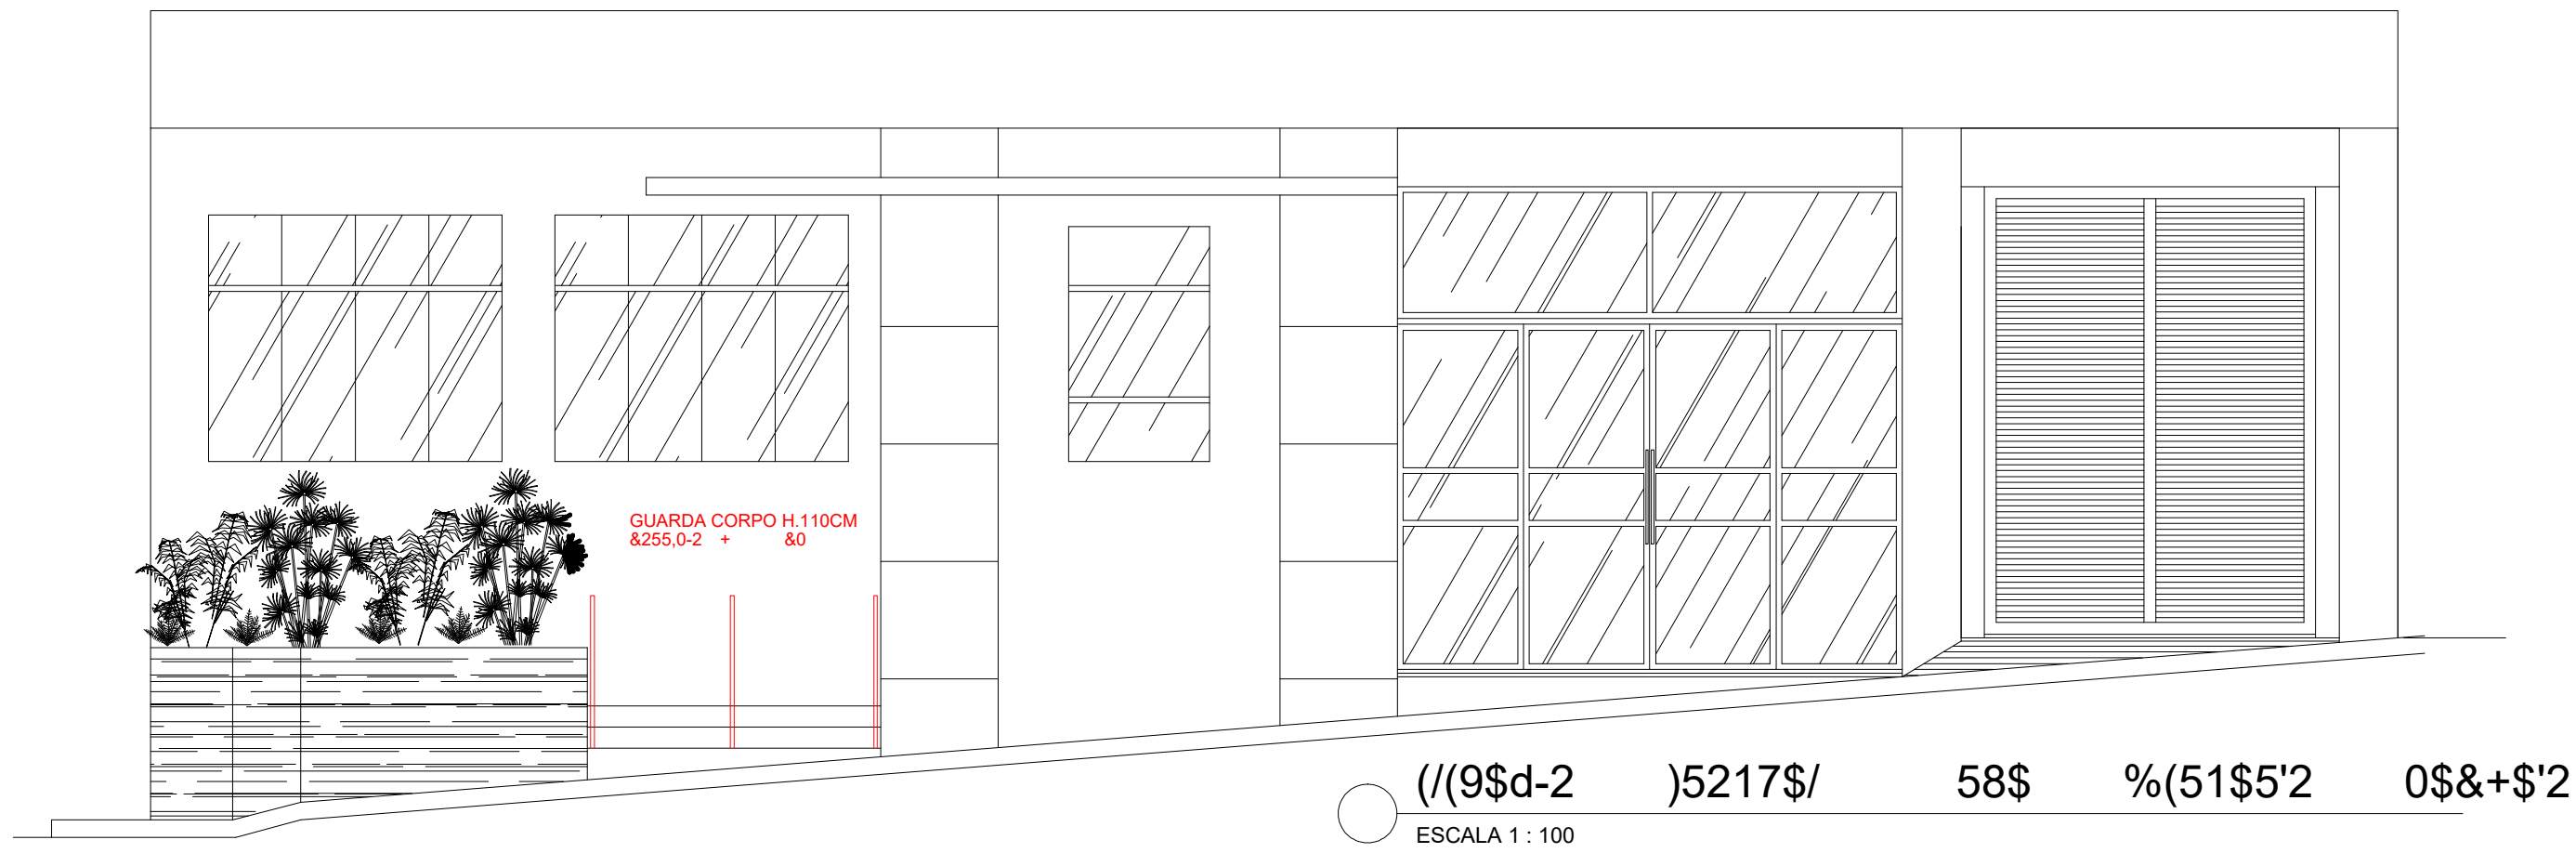 GUARDA CORPO H.110CM
&255,0-2 + &0
(/(9$d-2 )5217$/ 58$ %(51$5'2 0$&+$'2
ESCALA 1 : 100